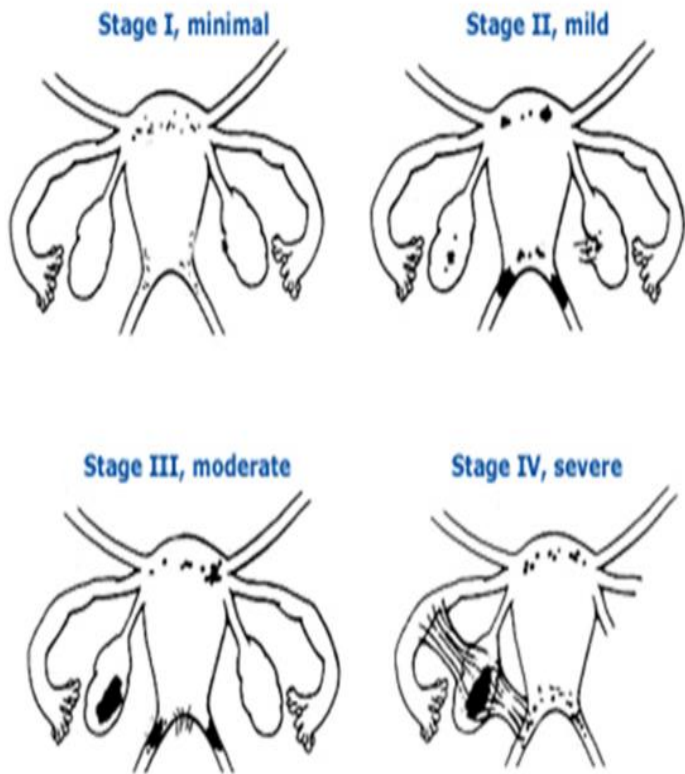 Stage I, minimal
Stage II, mild
Stage III, moderate
Stage IV, severe